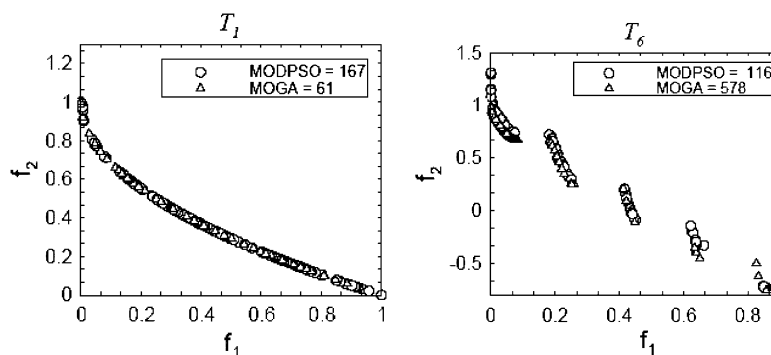 T₁
MODPSO = 167
MOGA = 61
f₂
1.2
1
0.8
0.6
0.4
0.2
0
0 0.2 0.4 0.6 0.8 1
f₁
T₆
MODPSO = 116
MOGA = 578
f₂
1.5
1
0.5
0
-0.5
0 0.2 0.4 0.6 0.8
f₁